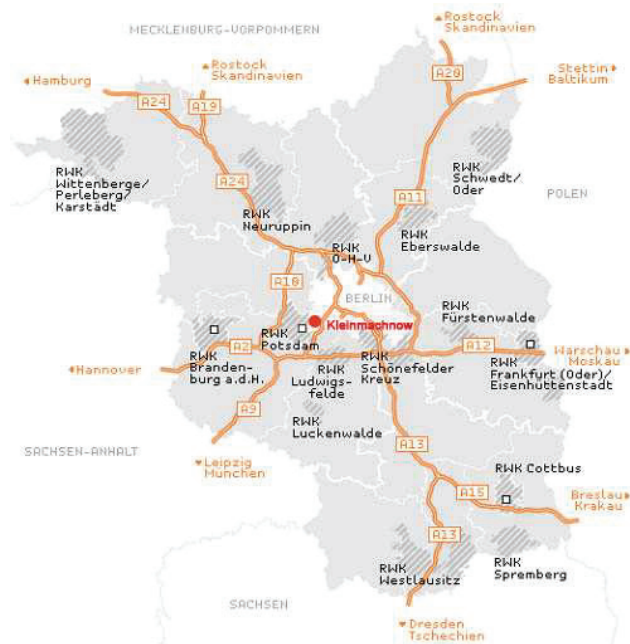 Rostock
Skandinavien
MECKLENBURG-VORPOMMERN
Rostock
Skandinavien
Hamburg
Stettin
Baltikum
A20
A24
A19
RWK
Wittenberge/
Perleberg/
Karstädt
A24
RWK
Schwedt/
Oder
A11
POLEN
RWK
Neuruppin
RWK
O-H-V
RWK
Eberswalde
A10
BERLIN
Kleinmachnow
RWK
Fürstenwalde
RWK
Potsdam
A2
A12
Warschau
Moskau
Hannover
RWK
Branden-
burg a.d.H.
RWK
Ludwigs-
felde
RWK
Schönefelder
Kreuz
RWK
Frankfurt (Oder)/
Eisenhüttenstadt
A9
RWK
Luckenwalde
SACHSEN-ANHALT
Leipzig
München
A13
RWK Cottbus
A15
Breslau
Krakau
A13
RWK
Westlausitz
RWK
Spremberg
SACHSEN
Dresden
Tschechien